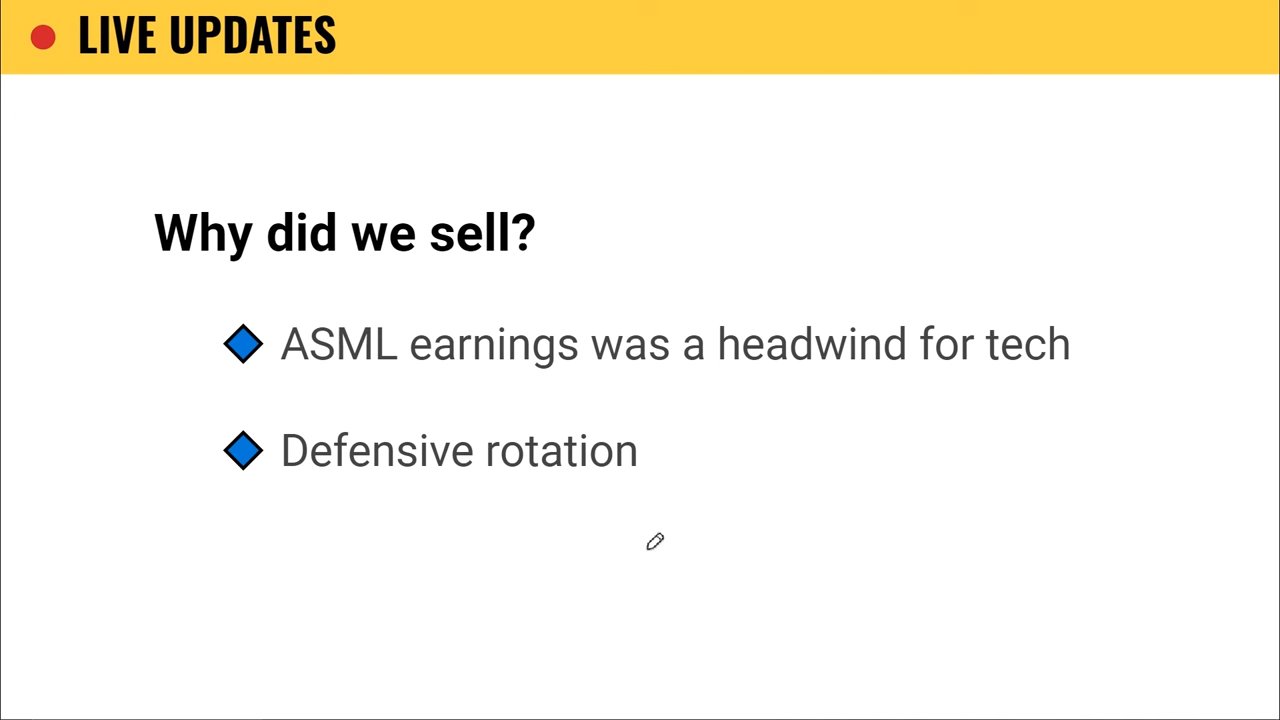 LIVE UPDATES
Why did we sell?
ASML earnings was a headwind for tech
Defensive rotation